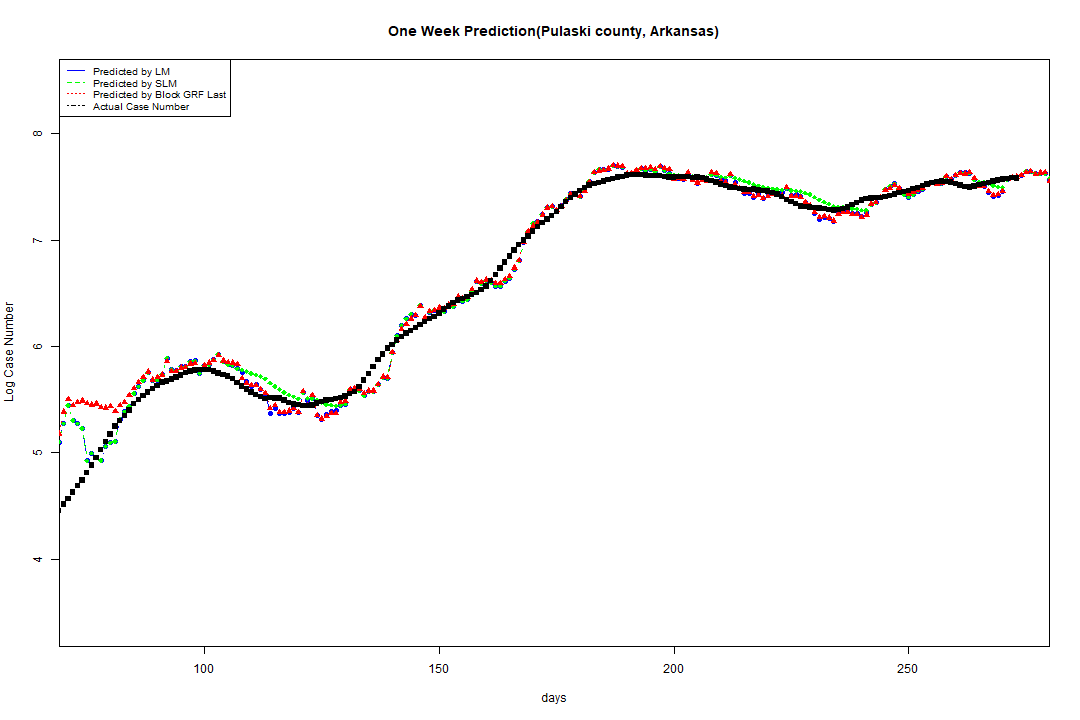 One Week Prediction(Pulaski county, Arkansas)
Predicted by LM
Predicted by SLM
Predicted by Block GRF Last
Actual Case Number
8
7
6
5
4
Log Case Number
100 150 200 250
days